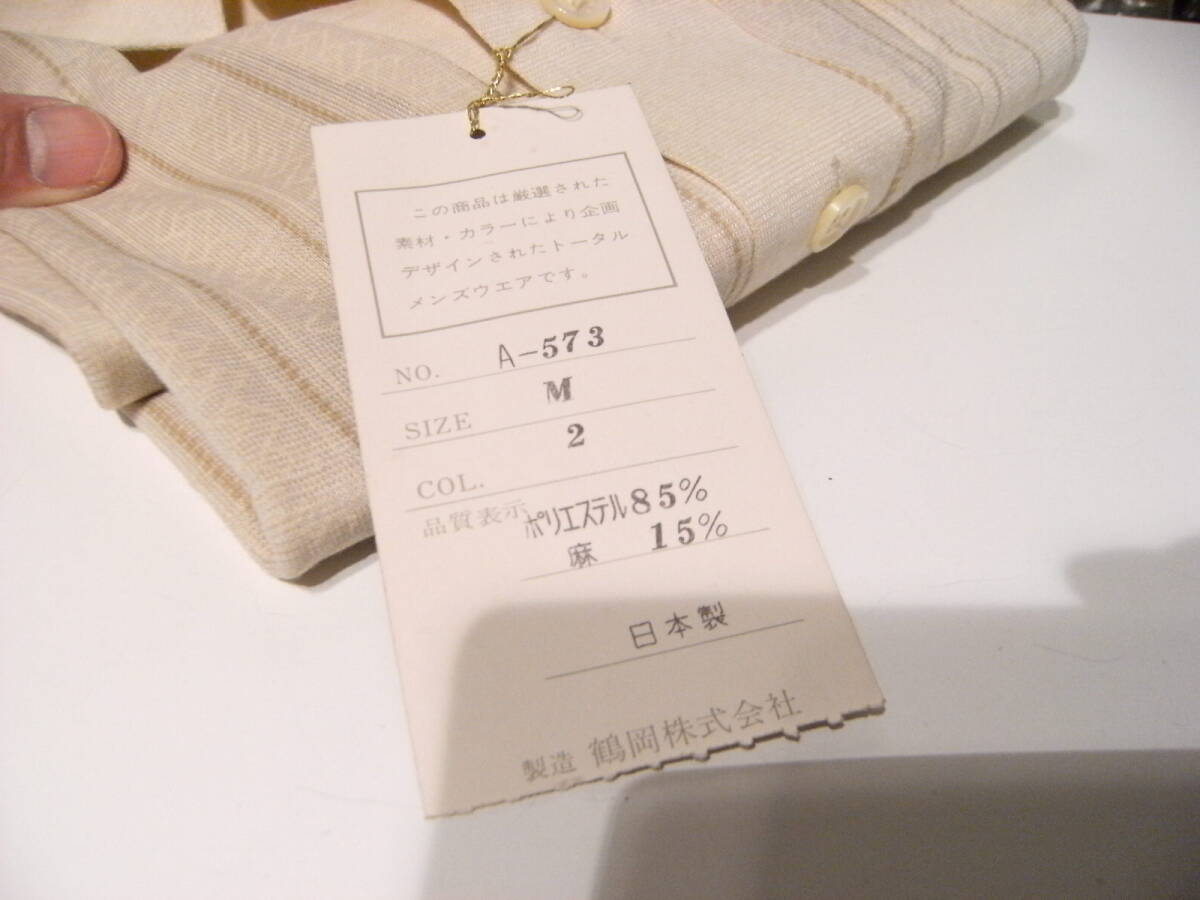 この商品は厳選された
素材・カラーにより企画
デザインされたトータル
メンズウエアです。
NO. A-573
SIZE M
COL. 2
品質表示 ポリエステル85%
麻 15%
日本製
製造 鶴岡株式会社